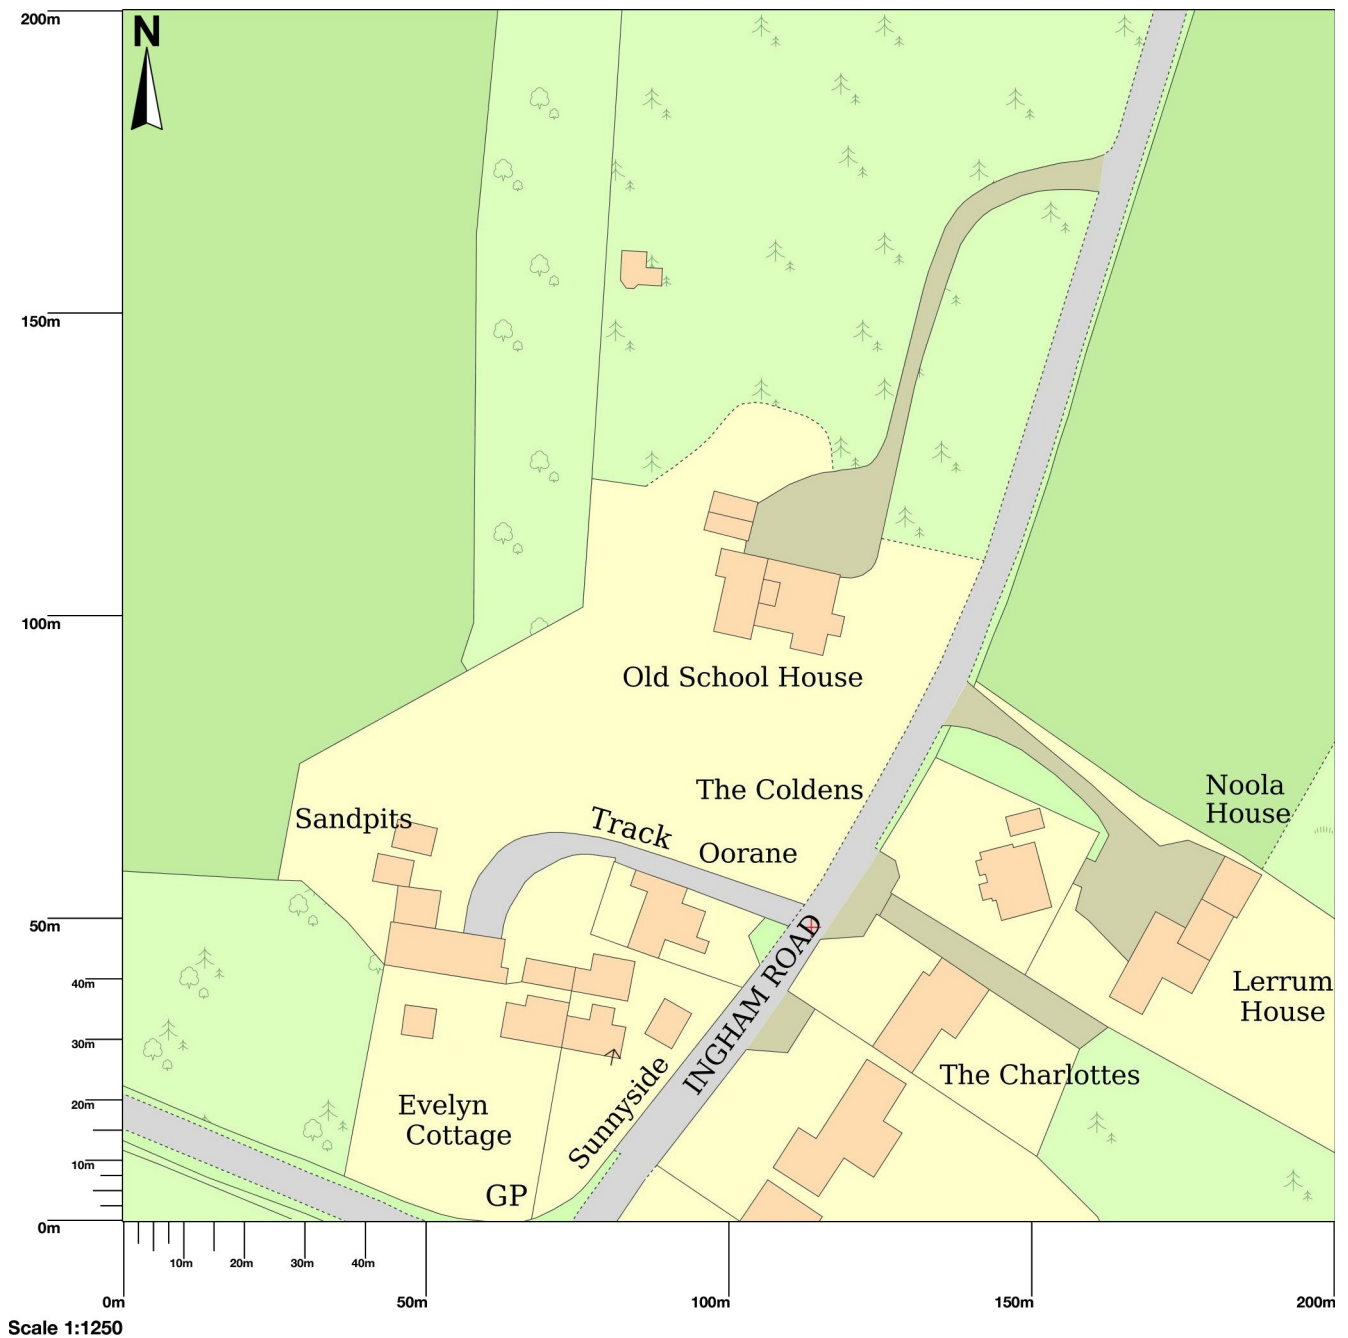 200m
N
150m
100m
Old School House
The Coldens
Noola
House
Sandpits
Track
Oorane
50m
INGHAM ROAD
40m
Lerrum
House
30m
The Charlottes
Sunnyside
20m
Evelyn
Cottage
10m
GP
0m
10m
20m
30m
40m
0m
50m
100m
150m
200m
Scale 1:1250